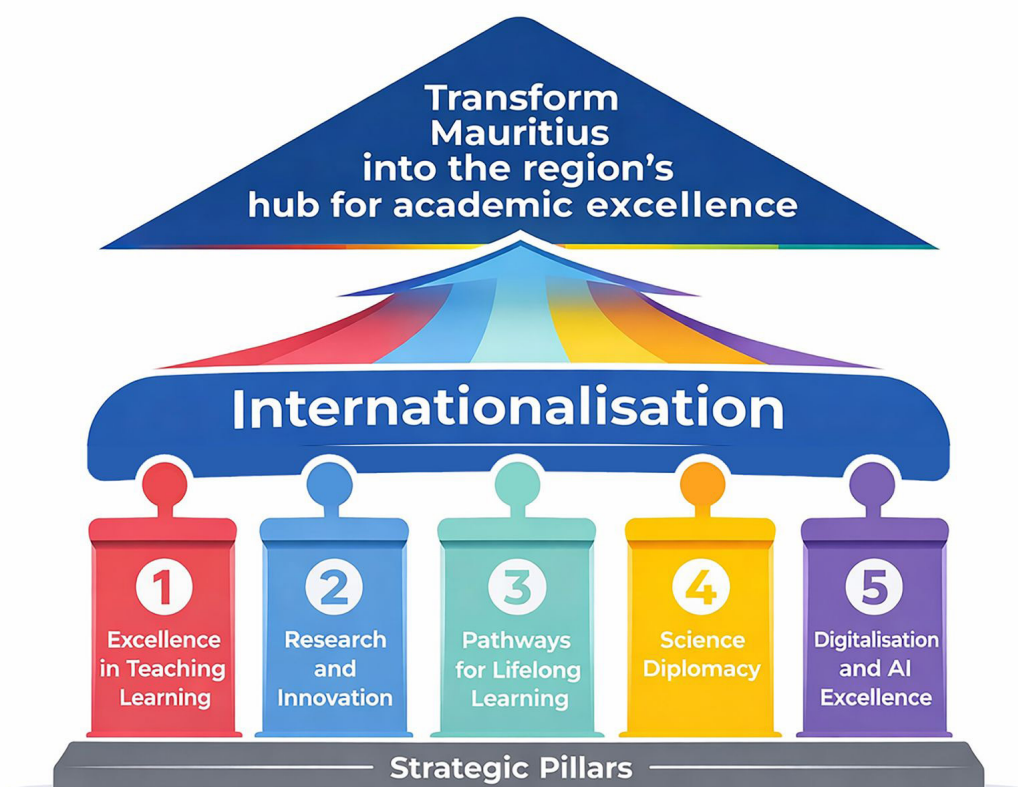 Transform
Mauritius
into the region's
hub for academic excellence
Internationalisation
1
Excellence
in Teaching
Learning
2
Research
and
Innovation
3
Pathways
for Lifelong
Learning
4
Science
Diplomacy
5
Digitalisation
and AI
Excellence
Strategic Pillars